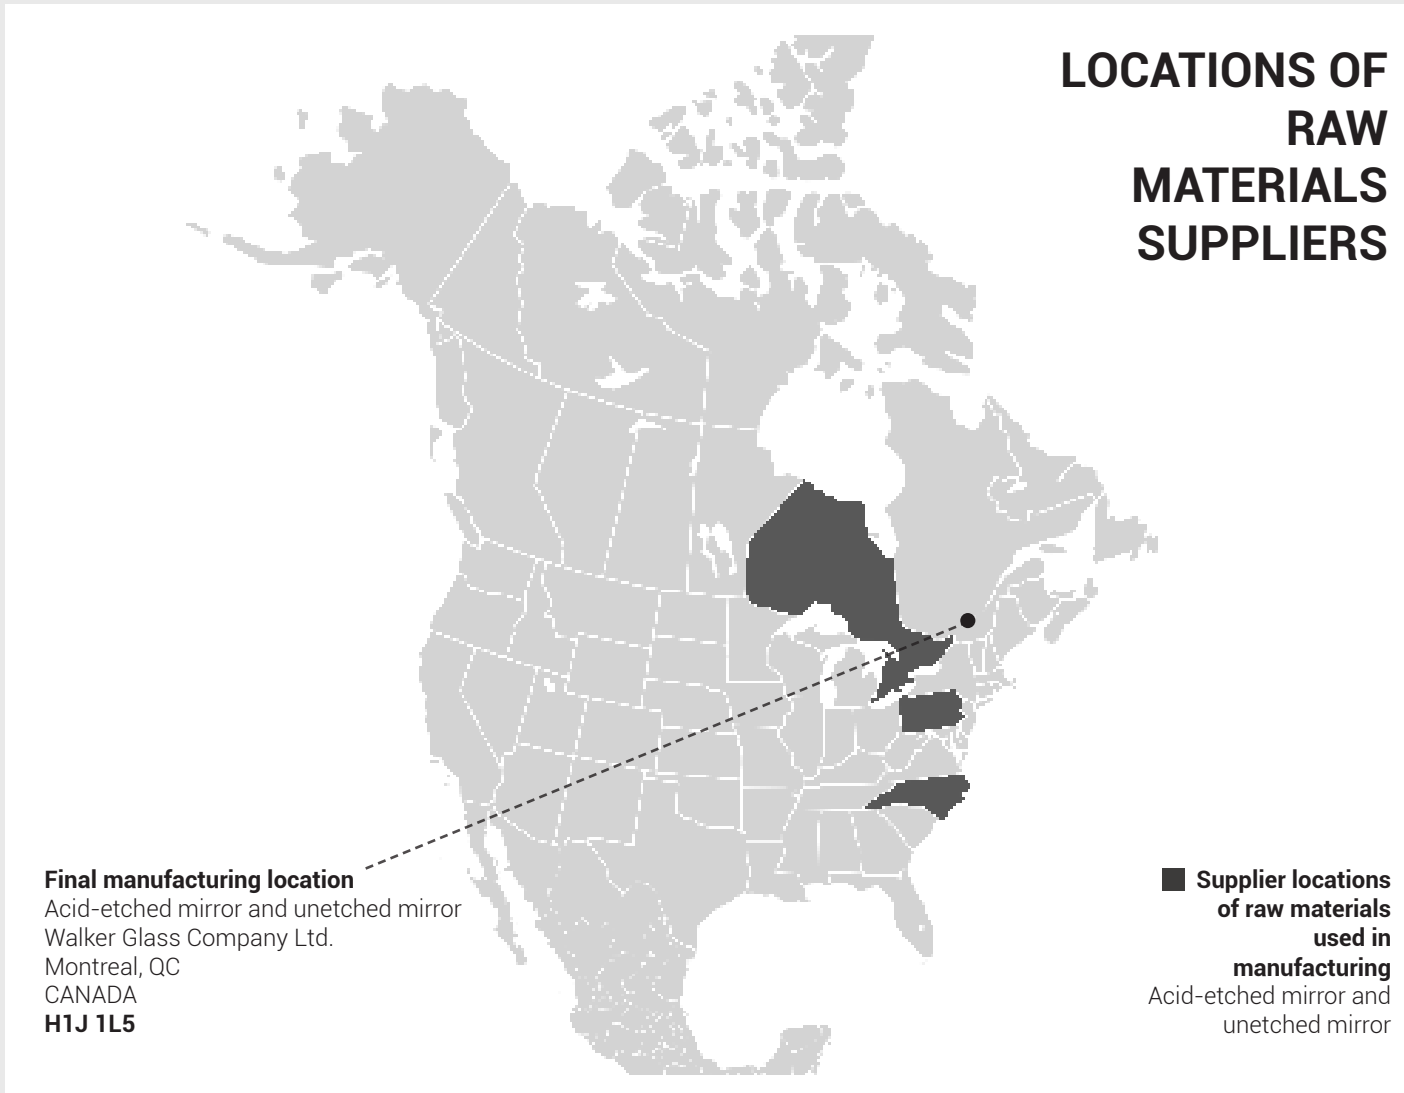 LOCATIONS OF
RAW
MATERIALS
SUPPLIERS
Final manufacturing location
Acid-etched mirror and unetched mirror
Walker Glass Company Ltd.
Montreal, QC
CANADA
H1J 1L5
Supplier locations
of raw materials
used in
manufacturing
Acid-etched mirror and
unetched mirror